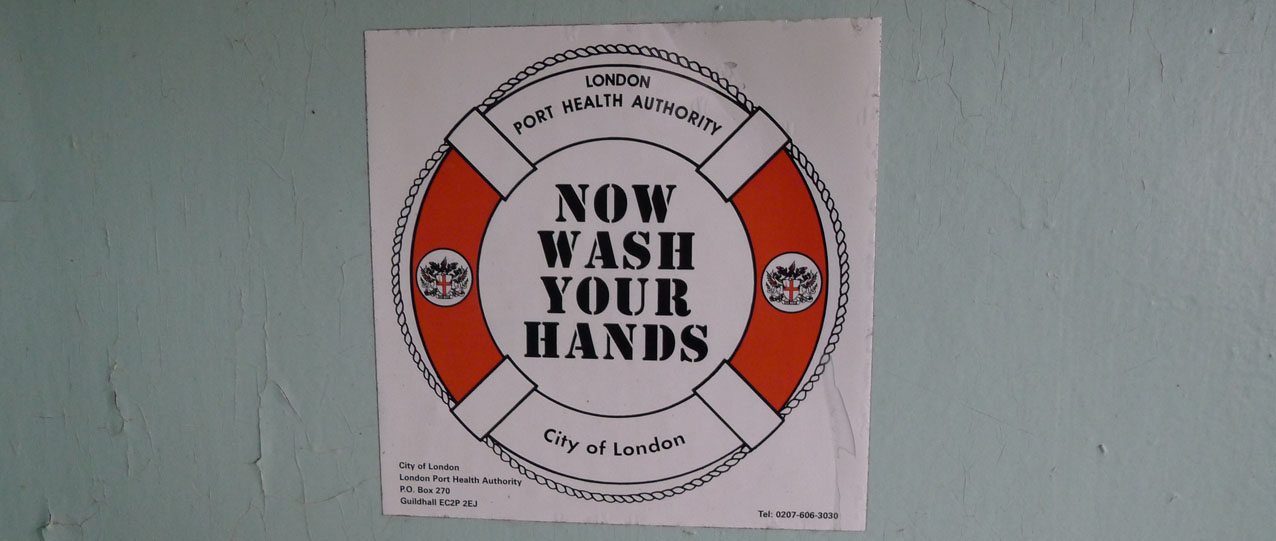 LONDON
PORT HEALTH AUTHORITY
NOW
WASH
YOUR
HANDS
City of London
City of London
London Port Health Authority
P.O. Box 270
Guildhall EC2P 2EJ
Tel: 0207-606-3030